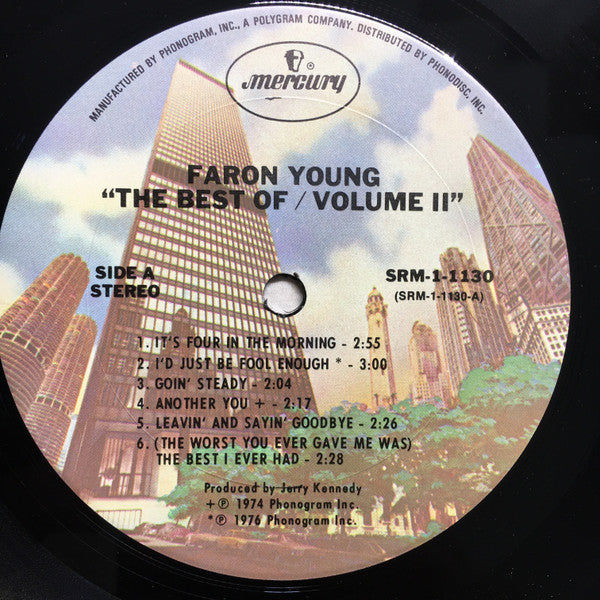 MANUFACTURED BY PHONOGRAM, INC., A POLYGRAM COMPANY. DISTRIBUTED BY PHONODISC, INC.
®
mercury
FARON YOUNG
“THE BEST OF / VOLUME II”
SIDE A
STEREO
SRM-1-1130
(SRM-1-1130-A)
1. IT'S FOUR IN THE MORNING - 2:55
2. I'D JUST BE FOOL ENOUGH * - 3:00
3. GOIN' STEADY - 2:04
4. ANOTHER YOU + - 2:17
5. LEAVIN' AND SAYIN' GOODBYE - 2:26
6. (THE WORST YOU EVER GAVE ME WAS)
THE BEST I EVER HAD - 2:28
Produced by Jerry Kennedy
+ ℗ 1974 Phonogram Inc.
* ℗ 1976 Phonogram Inc.